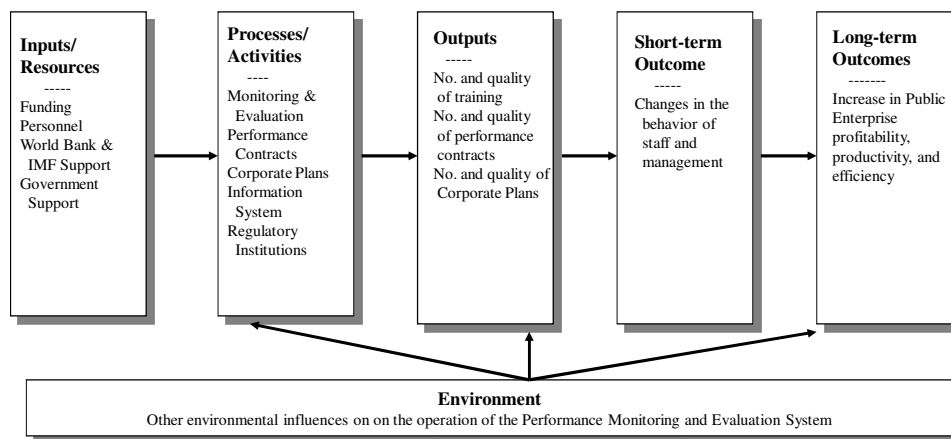 Inputs/
Resources
-----
Funding
Personnel
World Bank &
IMF Support
Government
Support
Processes/
Activities
----
Monitoring &
Evaluation
Performance
Contracts
Corporate Plans
Information
System
Regulatory
Institutions
Outputs
-----
No. and quality
of training
No. and quality
of performance
contracts
No. and quality of
Corporate Plans
Short-term
Outcome
-----
Changes in the
behavior of
staff and
management
Long-term
Outcomes
-------
Increase in Public
Enterprise
profitability,
productivity, and
efficiency
Environment
Other environmental influences on on the operation of the Performance Monitoring and Evaluation System